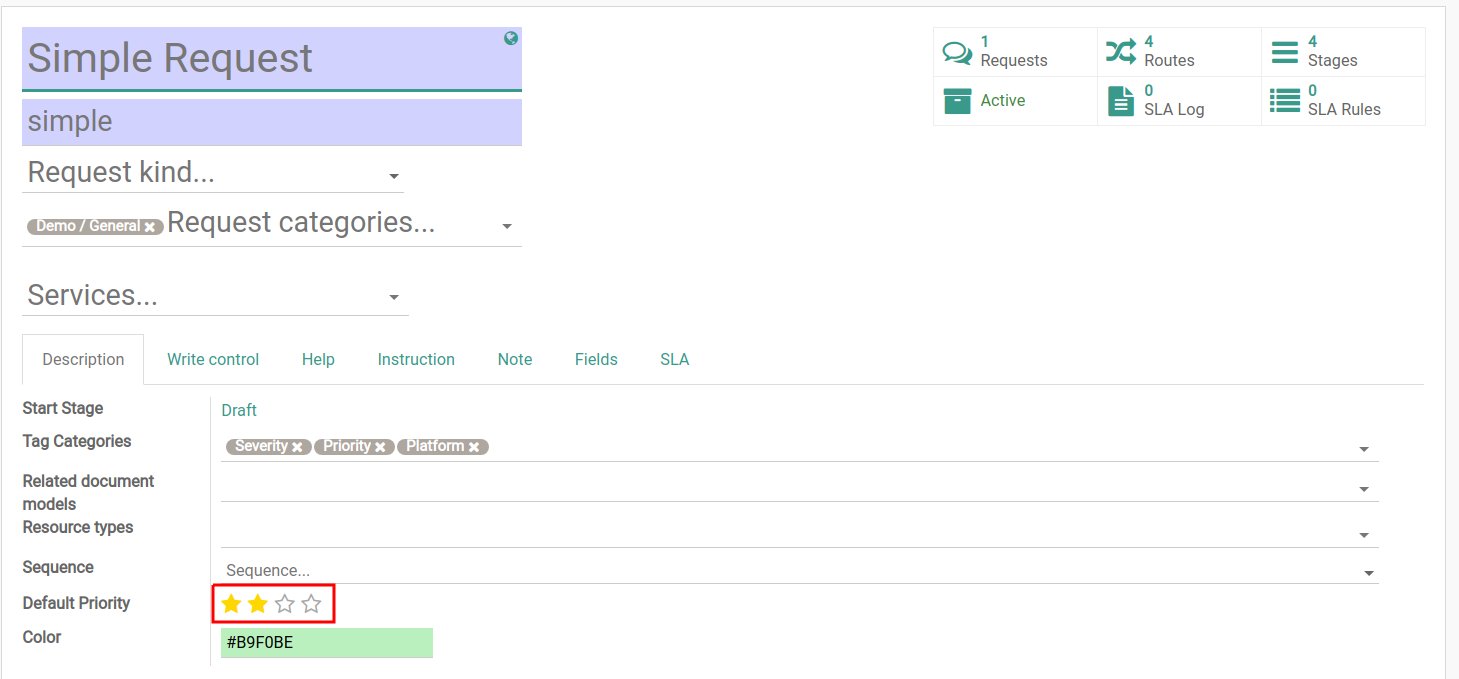 Simple Request
simple
Request kind...
Demo / General Request categories...
Services...
1
Requests
4
Routes
4
Stages
Active
0
SLA Log
0
SLA Rules
Description Write control Help Instruction Note Fields SLA
Start Stage Draft
Tag Categories Severity Priority Platform
Related document
models
Resource types
Sequence Sequence...
Default Priority
Color #B9F0BE